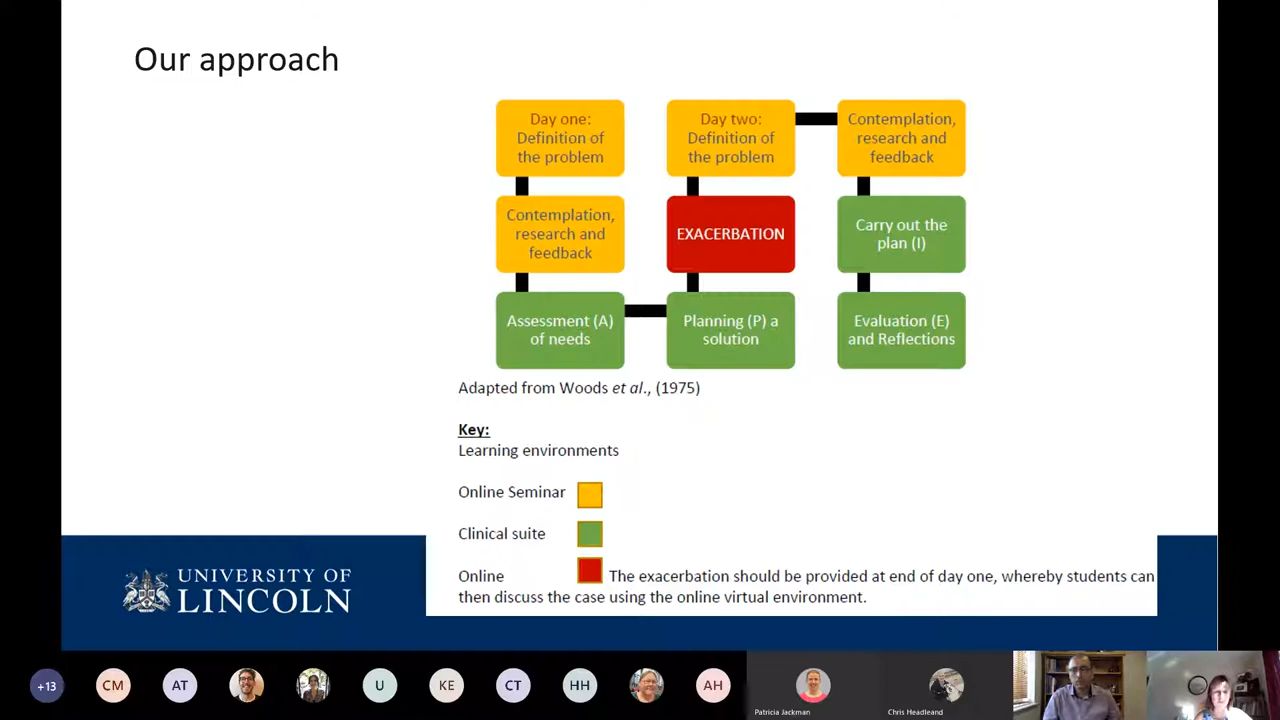 Our approach
Day one:
Definition of
the problem
Contemplation,
research and
feedback
Assessment (A)
of needs
Day two:
Definition of
the problem
EXACERBATION
Planning (P) a
solution
Contemplation,
research and
feedback
Carry out the
plan (I)
Evaluation (E)
and Reflections
Adapted from Woods et al., (1975)
Key:
Learning environments
Online Seminar
Clinical suite
Online The exacerbation should be provided at end of day one, whereby students can
then discuss the case using the online virtual environment.
UNIVERSITY OF
LINCOLN
+13 CM AT U KE CT HH AH
Patricia Jackman
Chris Headleand